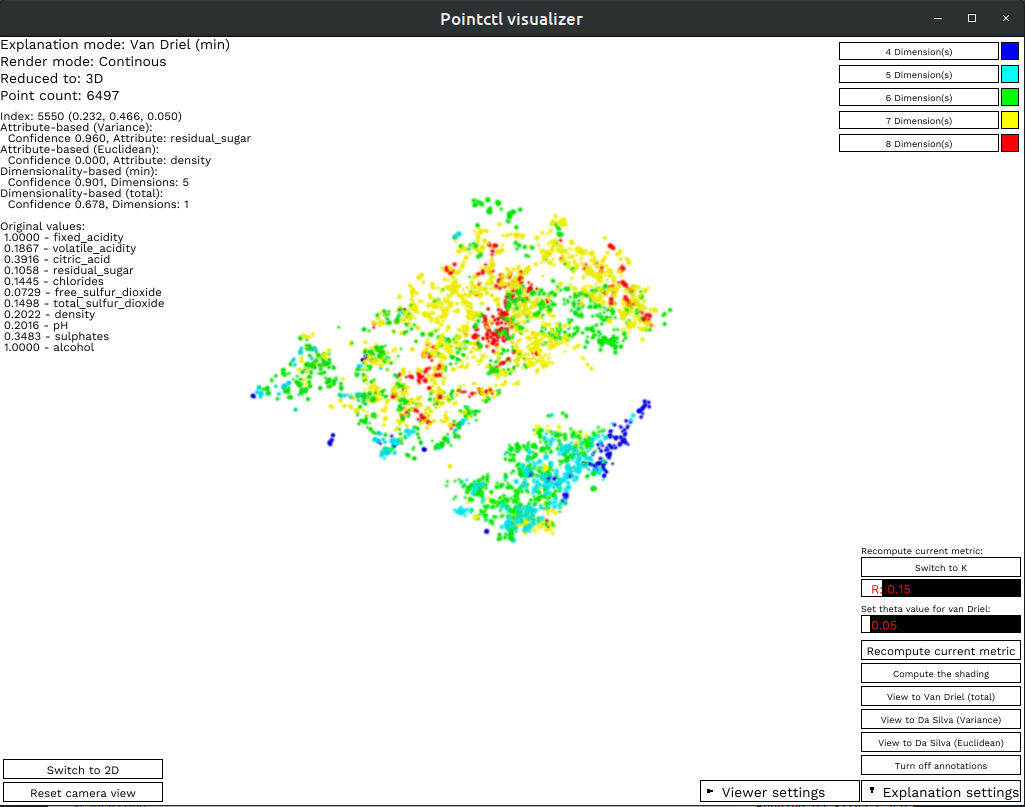 Pointctl visualizer
Explanation mode: Van Driel (min)
Render mode: Continous
Reduced to: 3D
Point count: 6497
Index: 5550 (0.232, 0.466, 0.050)
Attribute-based (Variance):
Confidence 0.960, Attribute: residual_sugar
Attribute-based (Euclidean):
Confidence 0.000, Attribute: density
Dimensionality-based (min):
Confidence 0.901, Dimensions: 5
Dimensionality-based (total):
Confidence 0.678, Dimensions: 1
Original values:
1.0000 - fixed_acidity
0.1867 - volatile_acidity
0.3916 - citric_acid
0.1058 - residual_sugar
0.1445 - chlorides
0.0729 - free_sulfur_dioxide
0.1498 - total_sulfur_dioxide
0.2022 - density
0.2016 - pH
0.3483 - sulphates
1.0000 - alcohol
4 Dimension(s)
5 Dimension(s)
6 Dimension(s)
7 Dimension(s)
8 Dimension(s)
Recompute current metric:
Switch to K
R: 0.15
Set theta value for van Driel:
0.05
Recompute current metric
Compute the shading
View to Van Driel (total)
View to Da Silva (Variance)
View to Da Silva (Euclidean)
Turn off annotations
Switch to 2D
Reset camera view
Viewer settings
Explanation settings